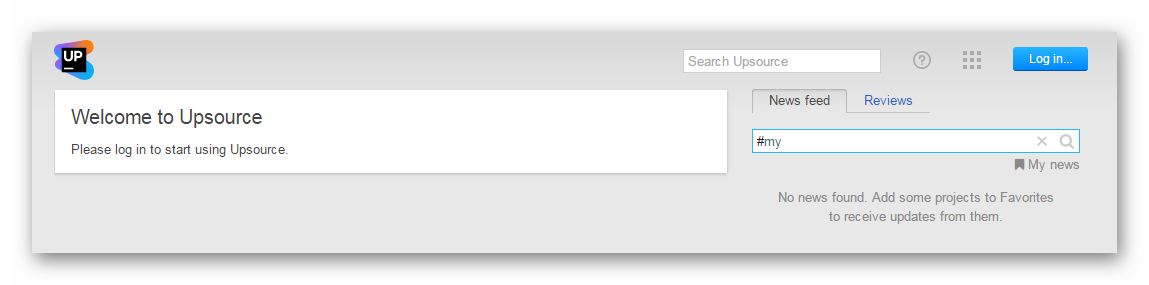 UP
Search Upsource
?
Log in...
Welcome to Upsource
Please log in to start using Upsource.
News feed
Reviews
#my
My news
No news found. Add some projects to Favorites
to receive updates from them.